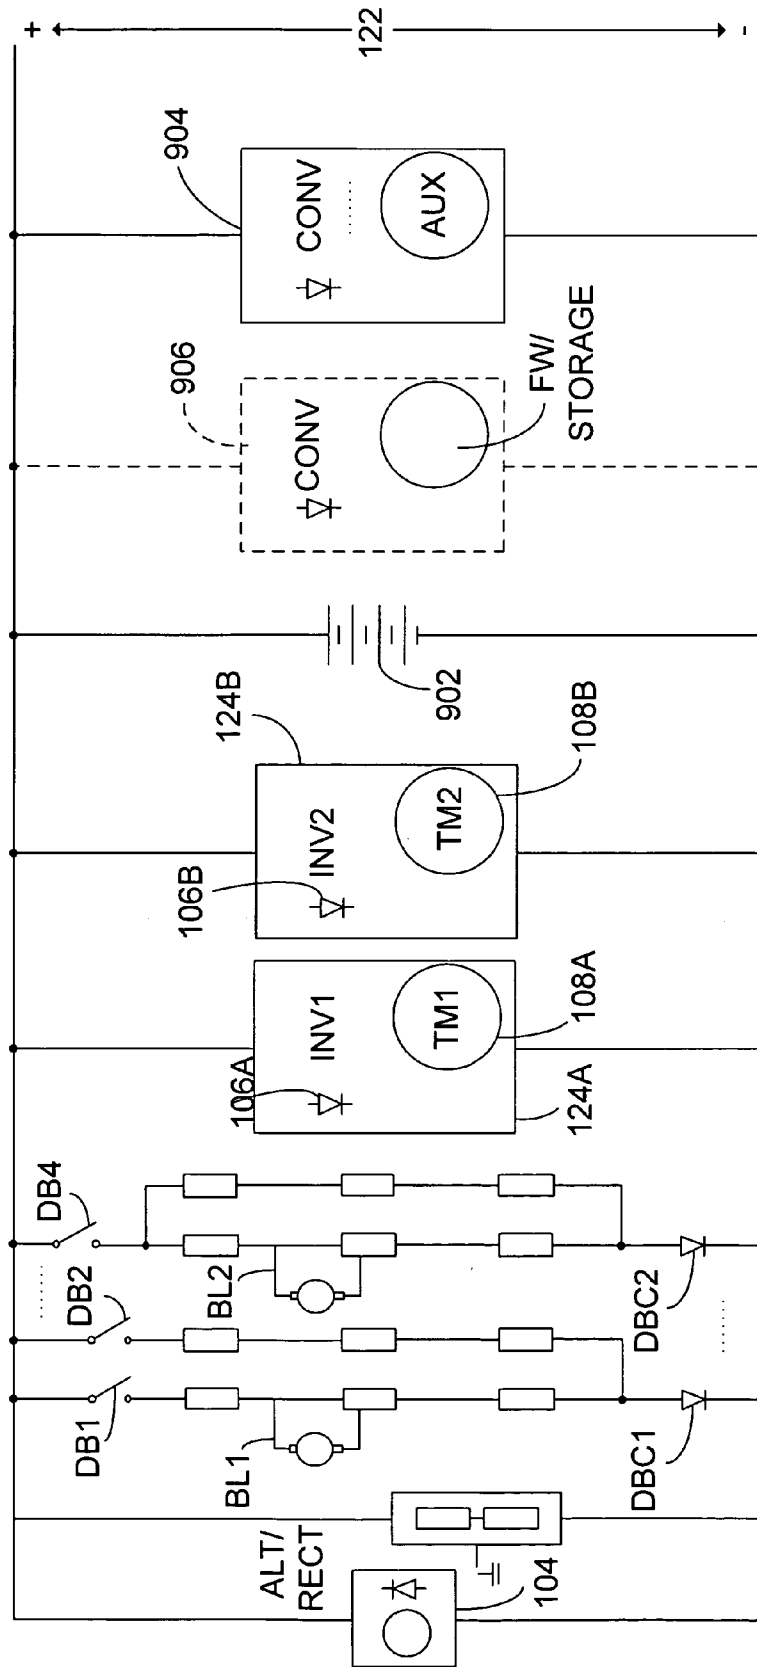 ALT/
RECT
104
DB1
DB2
DB4
BL1
BL2
DBC1
DBC2
106A
INV1
TM1
108A
124A
106B
INV2
TM2
124B
108B
902
906
CONV
FW/
STORAGE
904
CONV
AUX
+
122
-